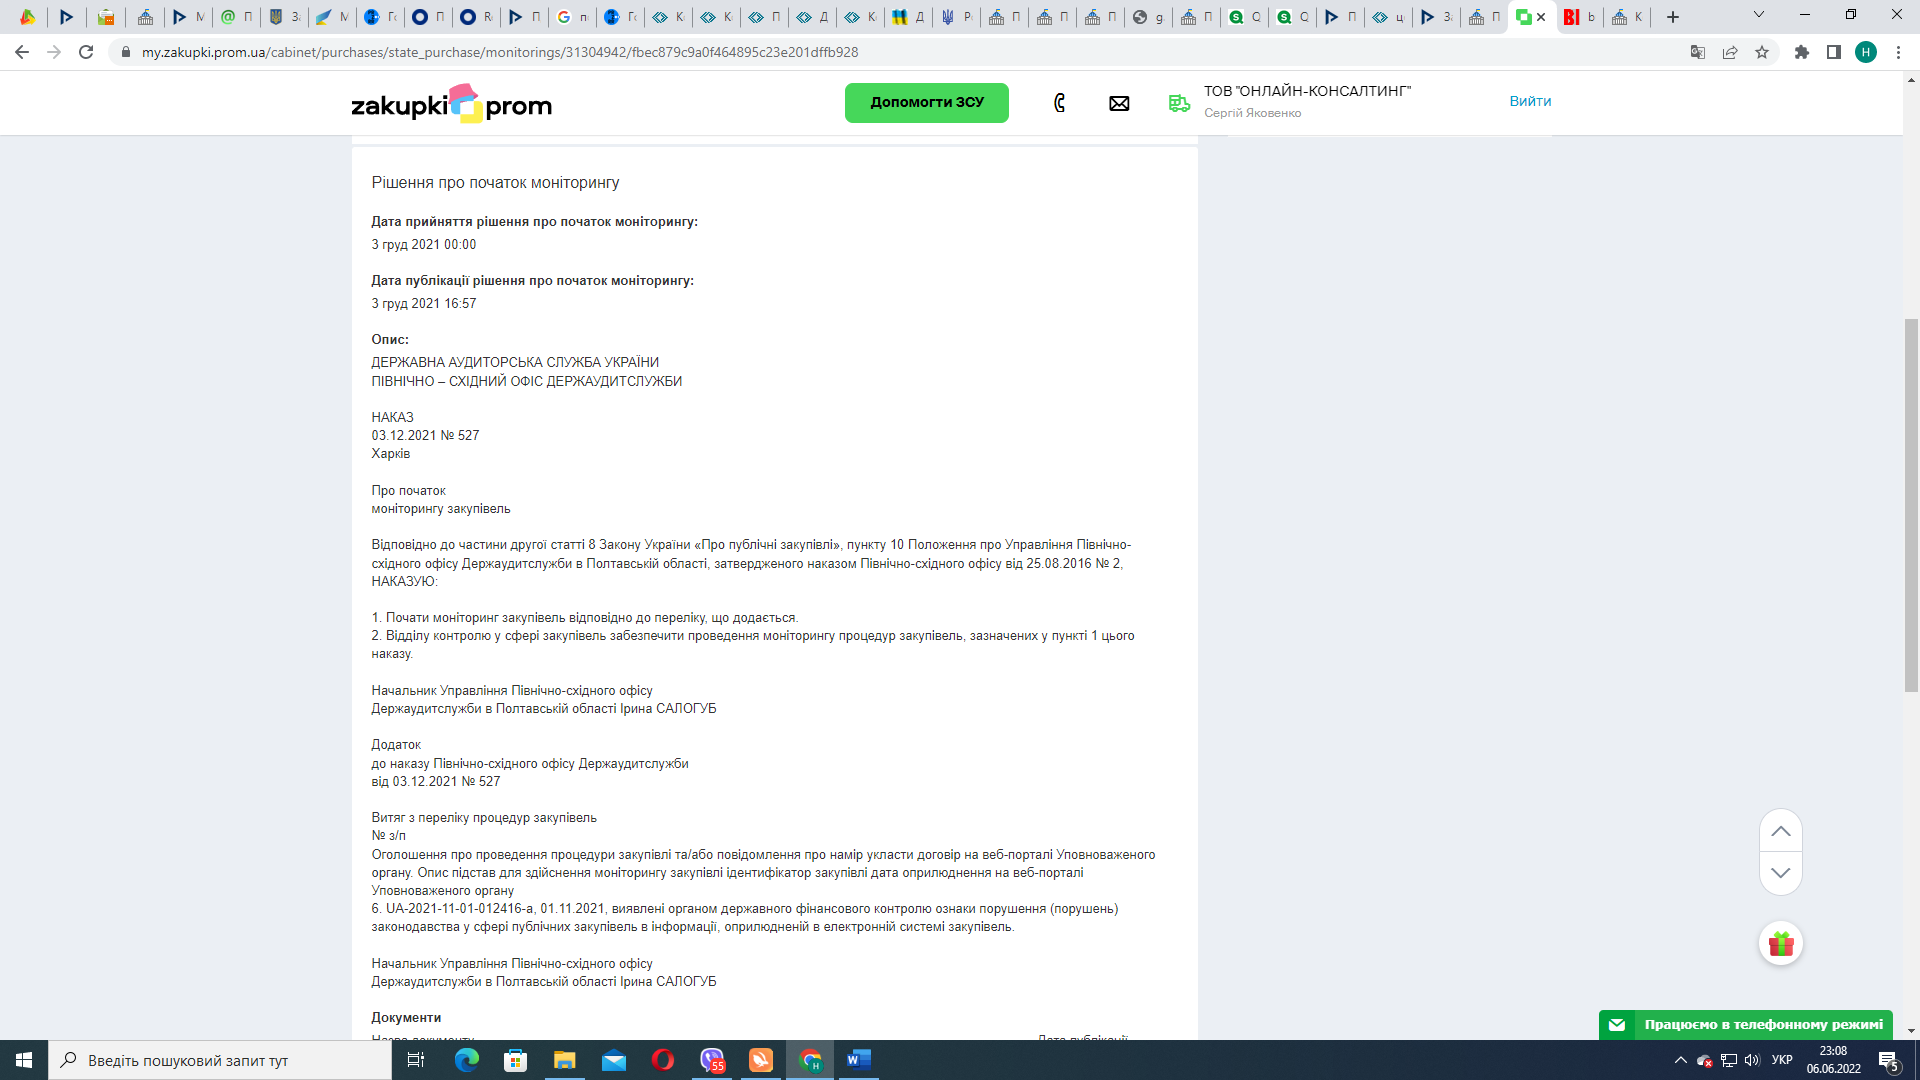 my.zakupki.prom.ua/cabinet/purchases/state_purchase/monitorings/31304942/fbec879c9a0f464895c23e201dffb928
zakupki prom
Допомогти ЗСУ
ТОВ "ОНЛАЙН-КОНСАЛТИНГ"
Сергій Яковенко
Вийти
Рішення про початок моніторингу
Дата прийняття рішення про початок моніторингу:
3 груд 2021 00:00
Дата публікації рішення про початок моніторингу:
3 груд 2021 16:57
Опис:
ДЕРЖАВНА АУДИТОРСЬКА СЛУЖБА УКРАЇНИ
ПІВНІЧНО – СХІДНИЙ ОФІС ДЕРЖАУДИТСЛУЖБИ
НАКАЗ
03.12.2021 № 527
Харків
Про початок
моніторингу закупівель
Відповідно до частини другої статті 8 Закону України «Про публічні закупівлі», пункту 10 Положення про Управління Північно-
східного офісу Держаудитслужби в Полтавській області, затвердженого наказом Північно-східного офісу від 25.08.2016 № 2,
НАКАЗУЮ:
1. Почати моніторинг закупівель відповідно до переліку, що додається.
2. Відділу контролю у сфері закупівель забезпечити проведення моніторингу процедур закупівель, зазначених у пункті 1 цього
наказу.
Начальник Управління Північно-східного офісу
Держаудитслужби в Полтавській області Ірина САЛОГУБ
Додаток
до наказу Північно-східного офісу Держаудитслужби
від 03.12.2021 № 527
Витяг з переліку процедур закупівель
№ з/п
Оголошення про проведення процедури закупівлі та/або повідомлення про намір укласти договір на веб-порталі Уповноваженого
органу. Опис підстав для здійснення моніторингу закупівлі ідентифікатор закупівлі дата оприлюднення на веб-порталі
Уповноваженого органу
6. UA-2021-11-01-012416-a, 01.11.2021, виявлені органом державного фінансового контролю ознаки порушення (порушень)
законодавства у сфері публічних закупівель в інформації, оприлюдненій в електронній системі закупівель.
Начальник Управління Північно-східного офісу
Держаудитслужби в Полтавській області Ірина САЛОГУБ
Документи
Працюємо в телефонному режимі
Введіть пошуковий запит тут
55
УКР
23:08
06.06.2022
5